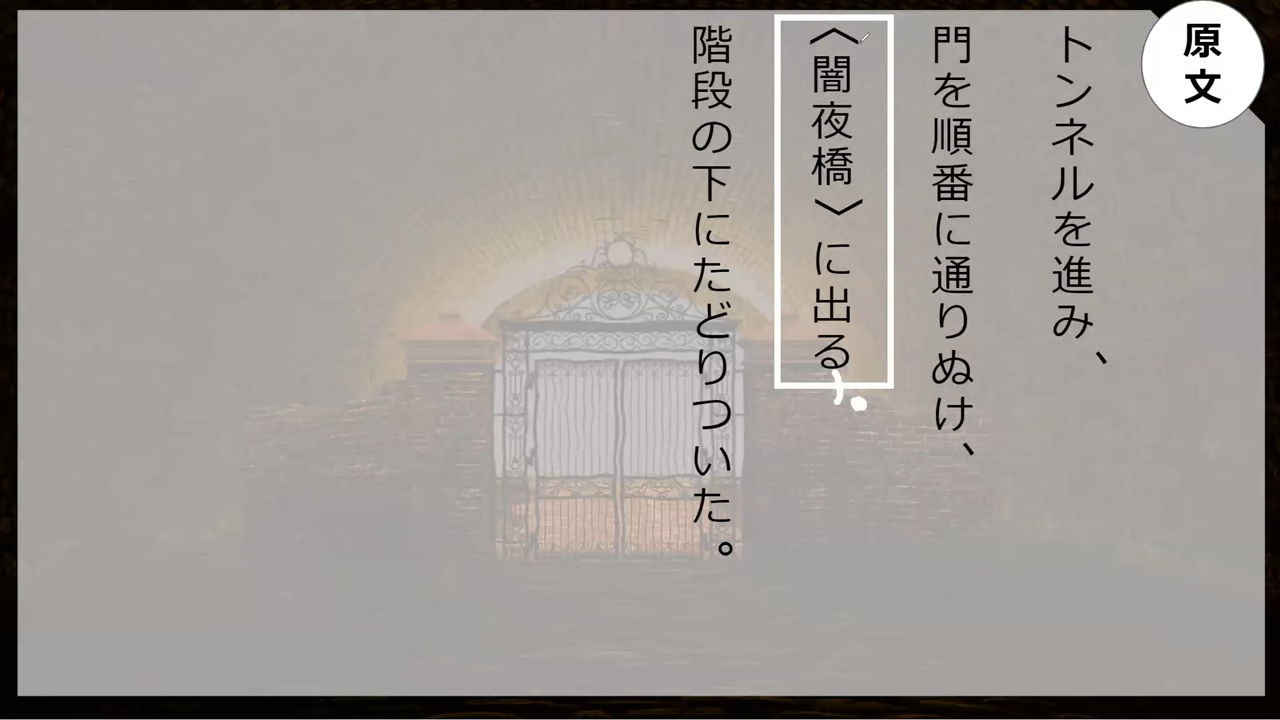 原文
トンネルを進み、
門を順番に通りぬけ、
〈闇夜橋〉に出る
階段の下にたどりついた。